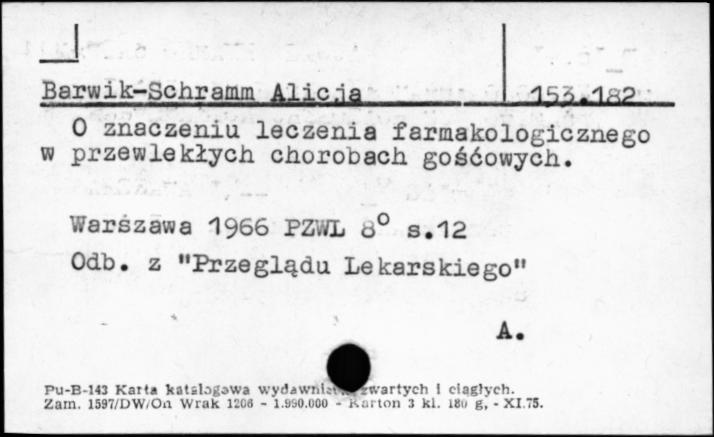 Barwik-Schramm Alicja 153.182
O znaczeniu leczenia farmakologicznego
w przewlekłych chorobach gośćowych.
Warszawa 1966 PZWL 8° s.12
Odb. z "Przeglądu Lekarskiego"
A.
Pu-B-143 Karta katalogowa wydawnictw zwartych i ciągłych.
Zam. 1597/DW/On Wrak 1206 - 1.990.000 - Karton 3 kl. 180 g, - XI.75.